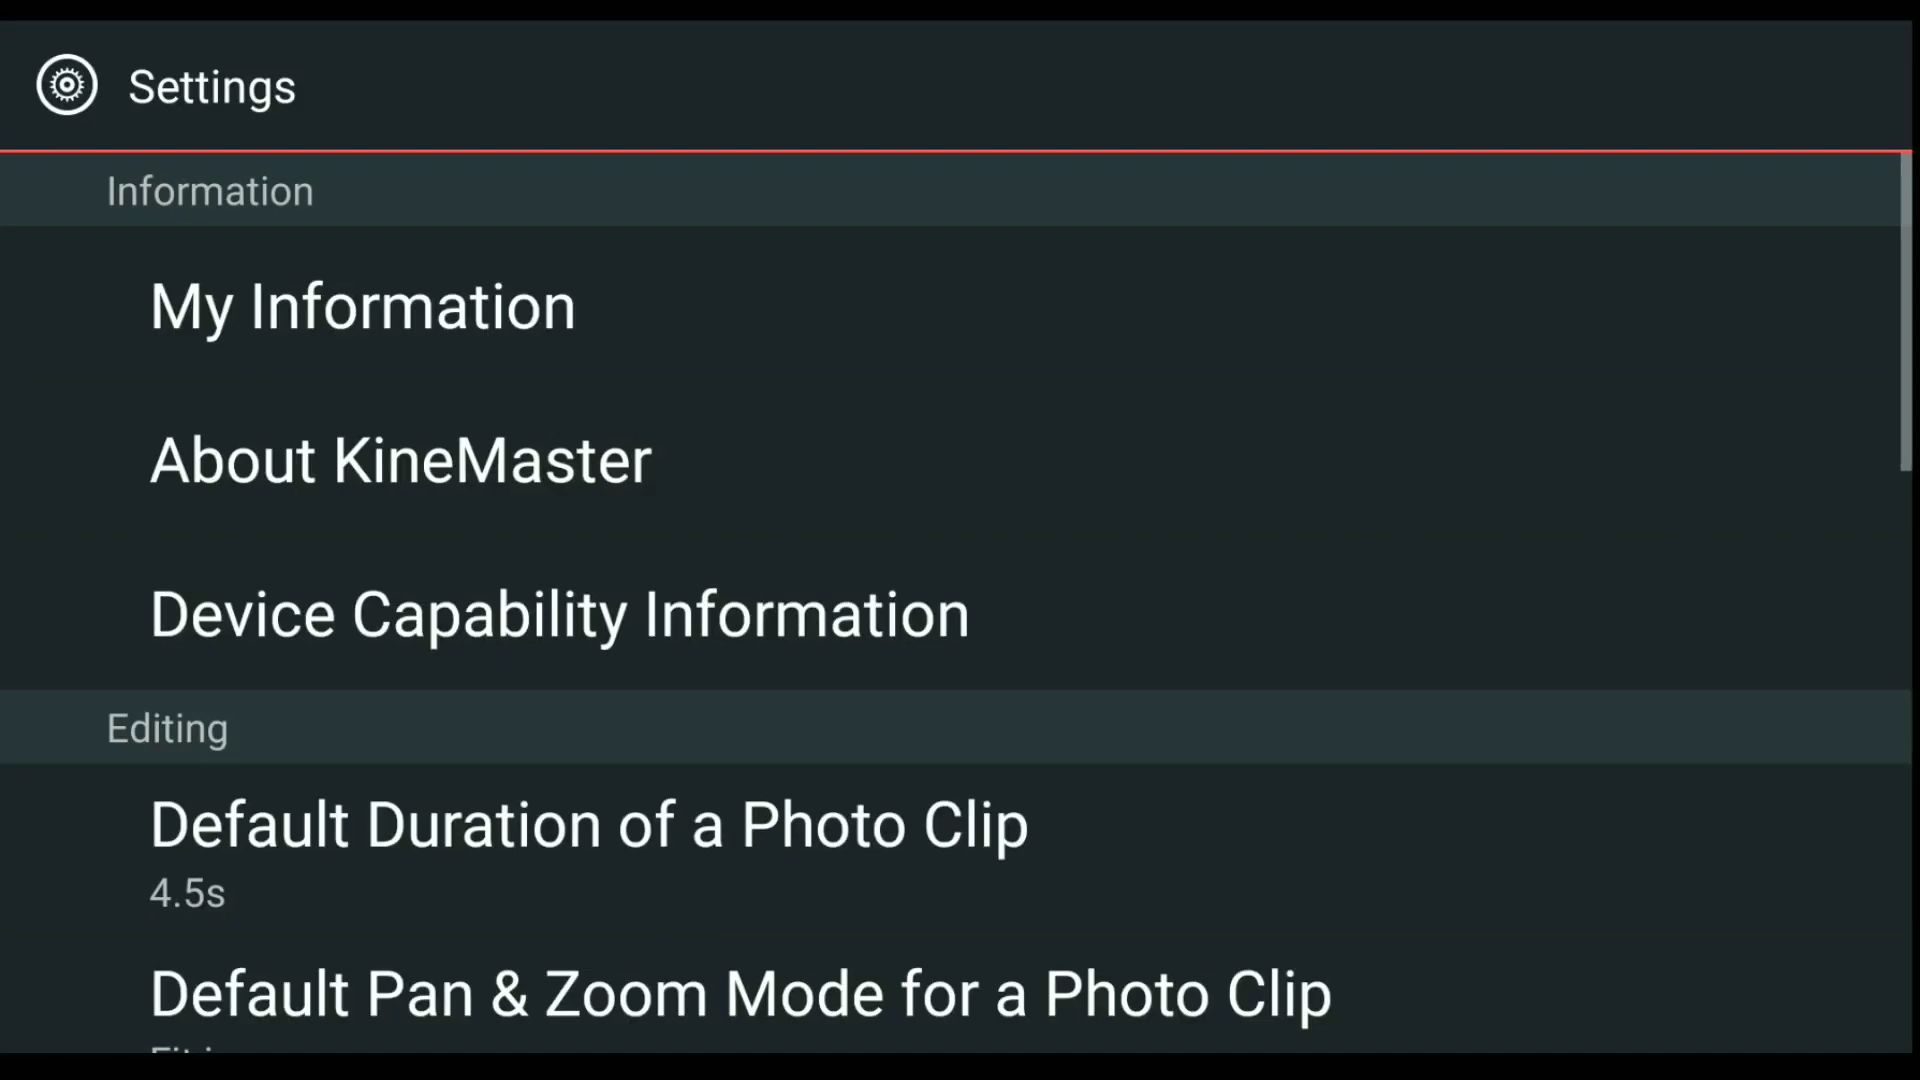 Settings
Information
My Information
About KineMaster
Device Capability Information
Editing
Default Duration of a Photo Clip
4.5s
Default Pan & Zoom Mode for a Photo Clip